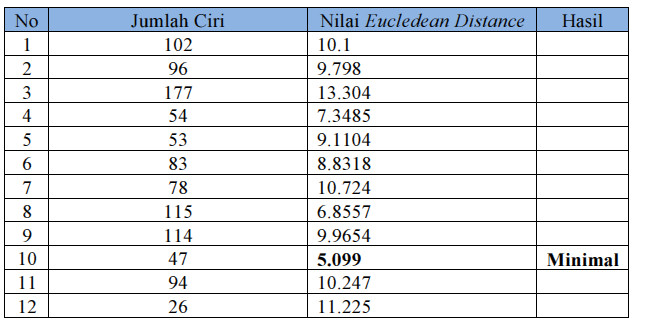 No Jumlah Ciri Nilai Eucledean Distance Hasil
1 102 10.1
2 96 9.798
3 177 13.304
4 54 7.3485
5 53 9.1104
6 83 8.8318
7 78 10.724
8 115 6.8557
9 114 9.9654
10 47 5.099 Minimal
11 94 10.247
12 26 11.225